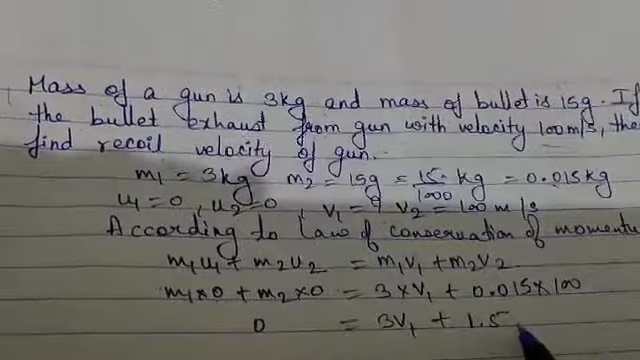 Mass of a gun is 3kg and mass of bullet is 15g. If
the bullet exhaust from gun with velocity 100m/s, the
find recoil velocity of gun.
m₁ = 3kg m₂ = 15g = 15/1000 kg = 0.015kg
u₁ = 0, u₂ = 0, v₁ = ? v₂ = 100 m/s
According to law of conservation of momentu
m₁u₁ + m₂u₂ = m₁v₁ + m₂v₂
m₁×0 + m₂×0 = 3×v₁ + 0.015×100
0 = 3v₁ + 1.5